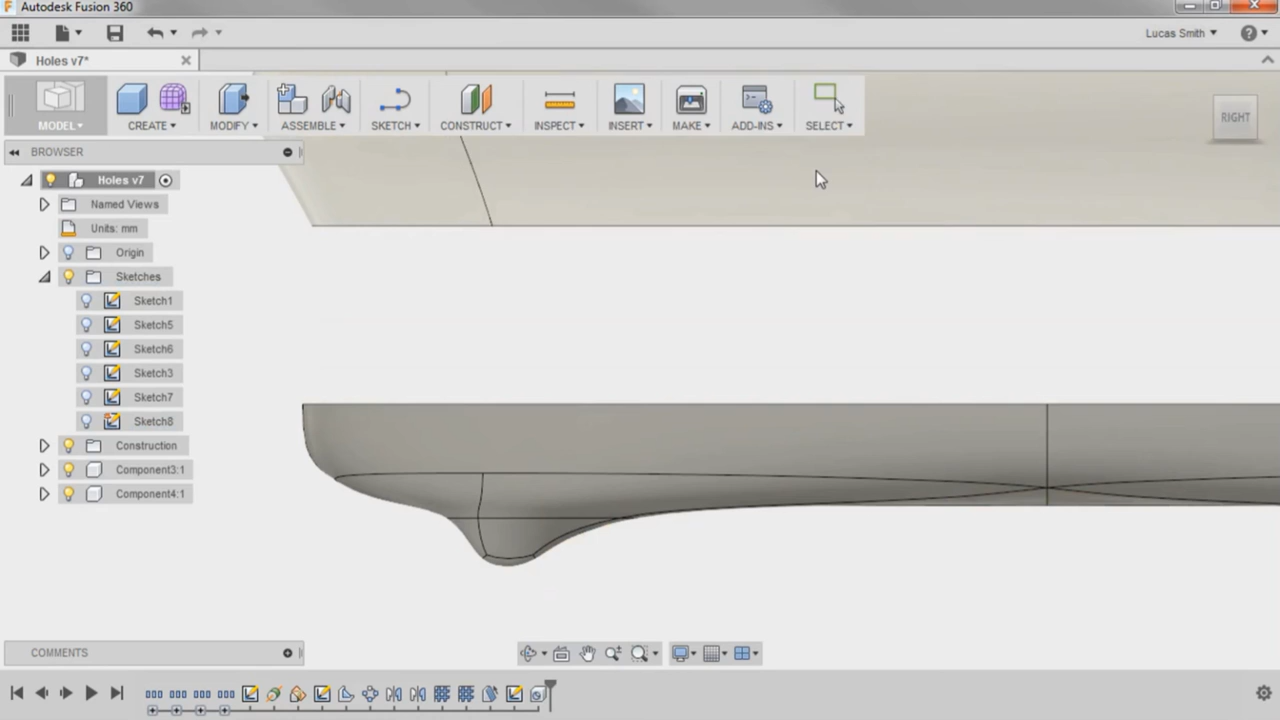 Autodesk Fusion 360
Lucas Smith
Holes v7*
MODEL
CREATE
MODIFY
ASSEMBLE
SKETCH
CONSTRUCT
INSPECT
INSERT
MAKE
ADD-INS
SELECT
RIGHT
BROWSER
Holes v7
Named Views
Units: mm
Origin
Sketches
Sketch1
Sketch5
Sketch6
Sketch3
Sketch7
Sketch8
Construction
Component3:1
Component4:1
COMMENTS